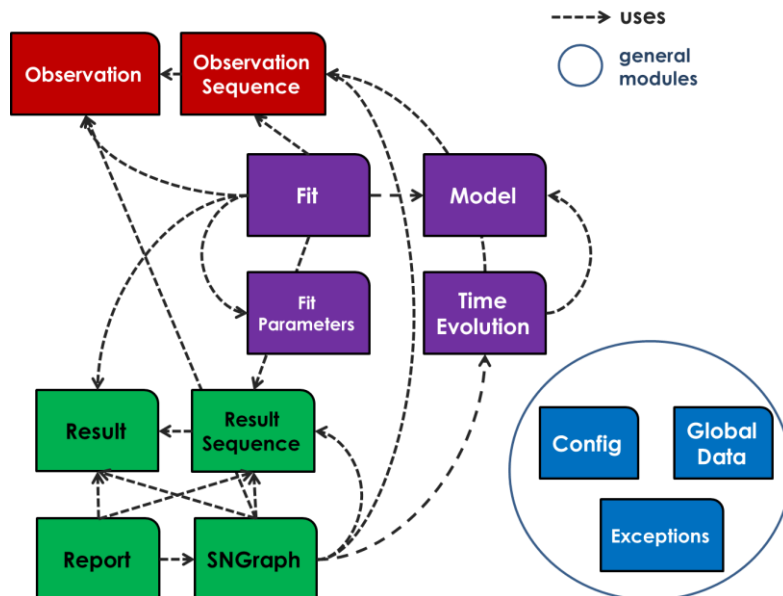 uses
general
modules
Observation
Observation
Sequence
Fit
Model
Fit
Parameters
Time
Evolution
Result
Result
Sequence
Config
Global
Data
Exceptions
Report
SNGraph